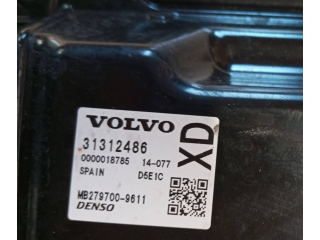 VOLVO
31312486
0000018785 14-077
SPAIN D5E1C
MB279700-9611
DENSO
XD